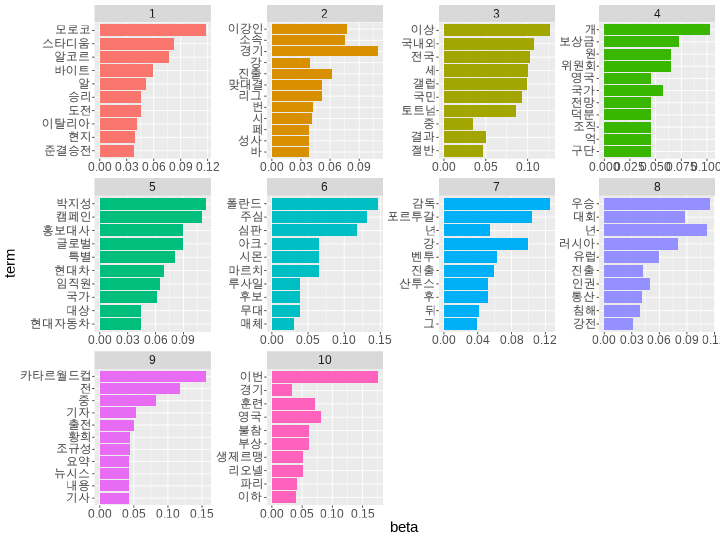 term
1
모로코
스타디움
알코르
바이트
알
승리
도전
이탈리아
현지
준결승전
0.00 0.03 0.06 0.09 0.12
2
이강인
소속
경기
강
진출
맞대결
리그
번
시
페
성사
바
0.00 0.03 0.06 0.09
3
이상
국내외
전국
세
갤럽
국민
토트넘
중
결과
절반
0.00 0.05 0.10
4
개
보상금
원
위원회
영국
국가
전망
덕분
조직
억
구단
0.000 0.025 0.050 0.075 0.100
5
박지성
캠페인
홍보대사
글로벌
특별
현대차
임직원
국가
대상
현대자동차
0.00 0.03 0.06 0.09
6
폴란드
주심
심판
아크
시몬
마르치
루사일
후보
무대
매체
0.00 0.05 0.10 0.15
7
감독
포르투갈
년
강
벤투
진출
산투스
후
뒤
그
0.00 0.04 0.08 0.12
8
우승
대회
년
러시아
유럽
진출
인권
통산
침해
강전
0.00 0.03 0.06 0.09 0.12
9
카타르월드컵
전
중
기자
출전
황희
조규성
요약
뉴시스
내용
기사
0.00 0.05 0.10 0.15
10
이번
경기
훈련
영국
불참
부상
생제르맹
리오넬
파리
이하
0.00 0.05 0.10 0.15
beta